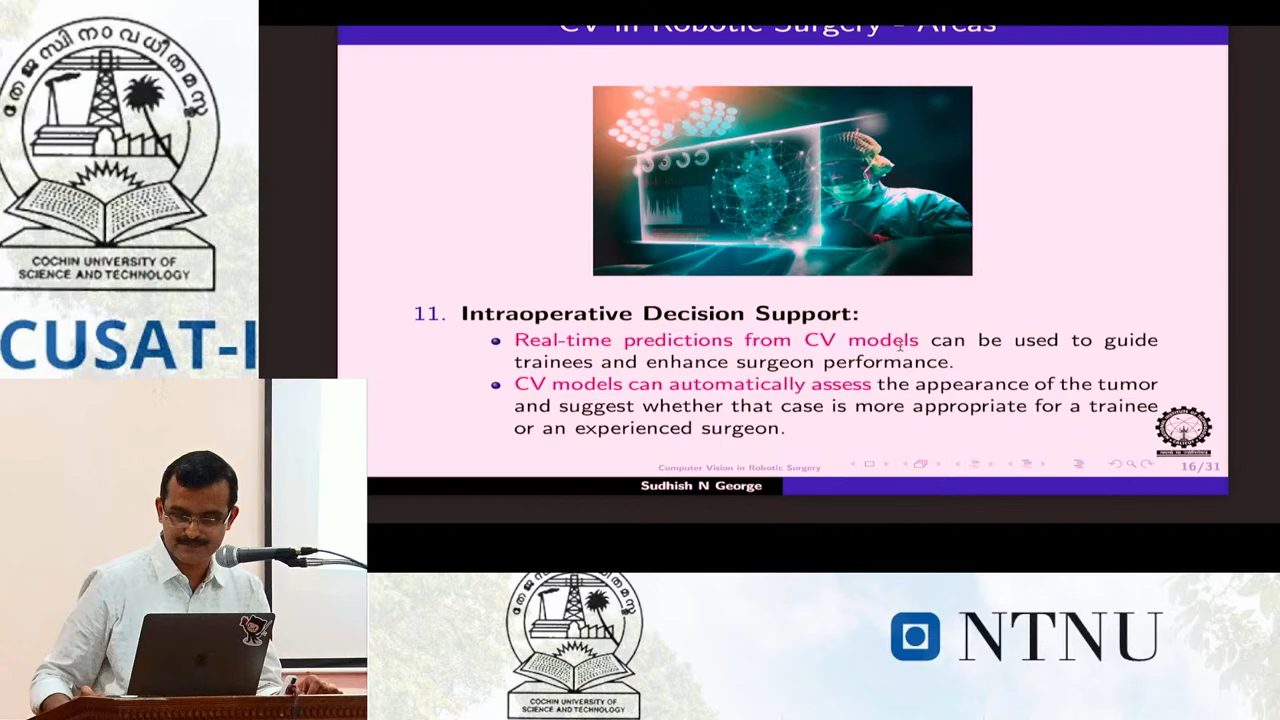 തേജസ്വി നാവധീതമസ്തു
COCHIN UNIVERSITY OF
SCIENCE AND TECHNOLOGY
CUSAT-I
CV in Robotic Surgery - Areas
11. Intraoperative Decision Support:
Real-time predictions from CV models can be used to guide
trainees and enhance surgeon performance.
CV models can automatically assess the appearance of the tumor
and suggest whether that case is more appropriate for a trainee
or an experienced surgeon.
Computer Vision in Robotic Surgery
16/31
Sudhish N George
COCHIN UNIVERSITY OF
SCIENCE AND TECHNOLOGY
NTNU